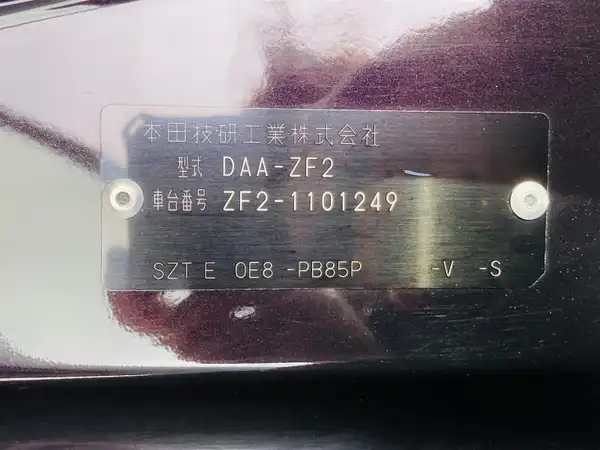 本田技研工業株式会社
型式 DAA-ZF2
車台番号 ZF2-1101249
SZT E 0E8 -PB85P -V -S